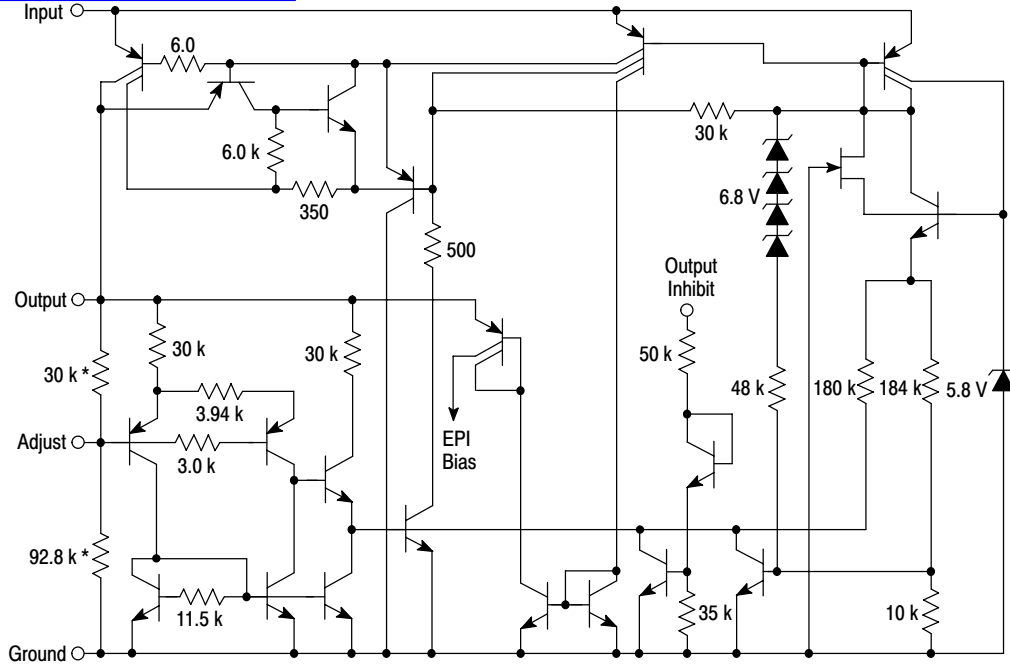 Input
6.0
30 k
6.0 k
6.8 V
350
500
Output
Inhibit
Output
30 k
30 k
50 k
30 k *
48 k
180 k
184 k
5.8 V
3.94 k
EPI
Bias
Adjust
3.0 k
92.8 k *
11.5 k
35 k
10 k
Ground